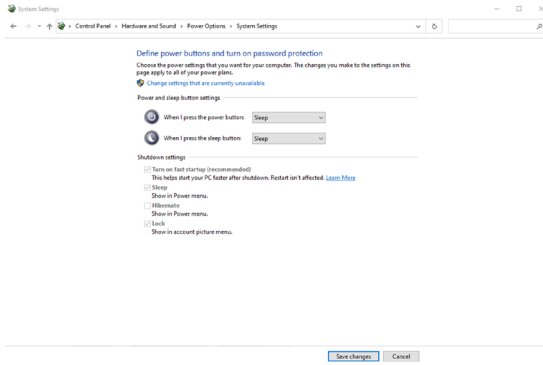 System Settings
Control Panel > Hardware and Sound > Power Options > System Settings
Define power buttons and turn on password protection
Choose the power settings that you want for your computer. The changes you make to the settings on this
page apply to all of your power plans.
Change settings that are currently unavailable
Power and sleep button settings
When I press the power button: Sleep
When I press the sleep button: Sleep
Shutdown settings
Turn on fast startup (recommended)
This helps start your PC faster after shutdown. Restart isn't affected. Learn More
Sleep
Show in Power menu.
Hibernate
Show in Power menu.
Lock
Show in account picture menu.
Save changes Cancel